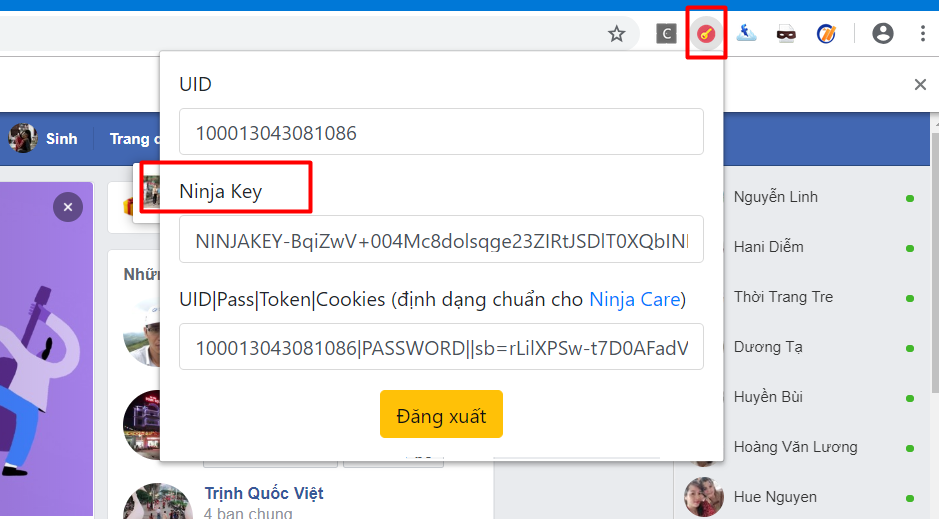 C
UID
100013043081086
Sinh
Trang
Ninja Key
NINJAKEY-BqiZwV+004Mc8dolsqge23ZIRtJSDlT0XQbIN
UID|Pass|Token|Cookies (định dạng chuẩn cho Ninja Care)
100013043081086|PASSWORD||sb=rLilXPSw-t7D0AFadV
Đăng xuất
Nguyễn Linh
Hani Diễm
Thời Trang Tre
Dương Tạ
Huyền Bùi
Hoàng Văn Lương
Hue Nguyen
Trịnh Quốc Việt
4 bạn chung